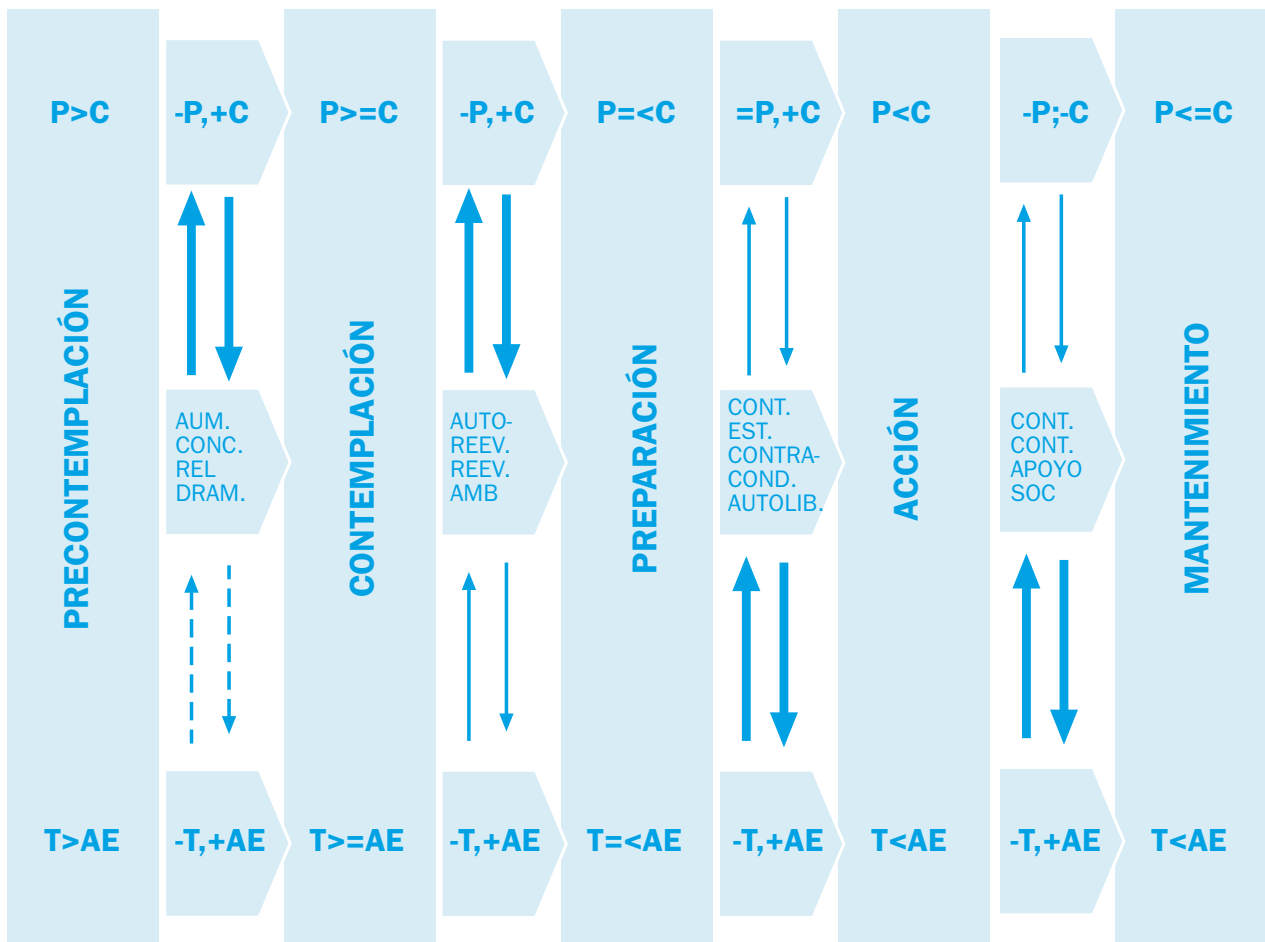 P>C
-P,+C
P>=C
-P,+C
P=<C
=P,+C
P<C
-P;-C
P<=C
PRECONTEMPLACIÓN
AUM.
CONC.
REL
DRAM.
CONTEMPLACIÓN
AUTO-
REEV.
REEV.
AMB
PREPARACIÓN
CONT.
EST.
CONTRA-
COND.
AUTOLIB.
ACCIÓN
CONT.
CONT.
APOYO
SOC
MANTENIMIENTO
T>AE
-T,+AE
T>=AE
-T,+AE
T=<AE
-T,+AE
T<AE
-T,+AE
T<AE